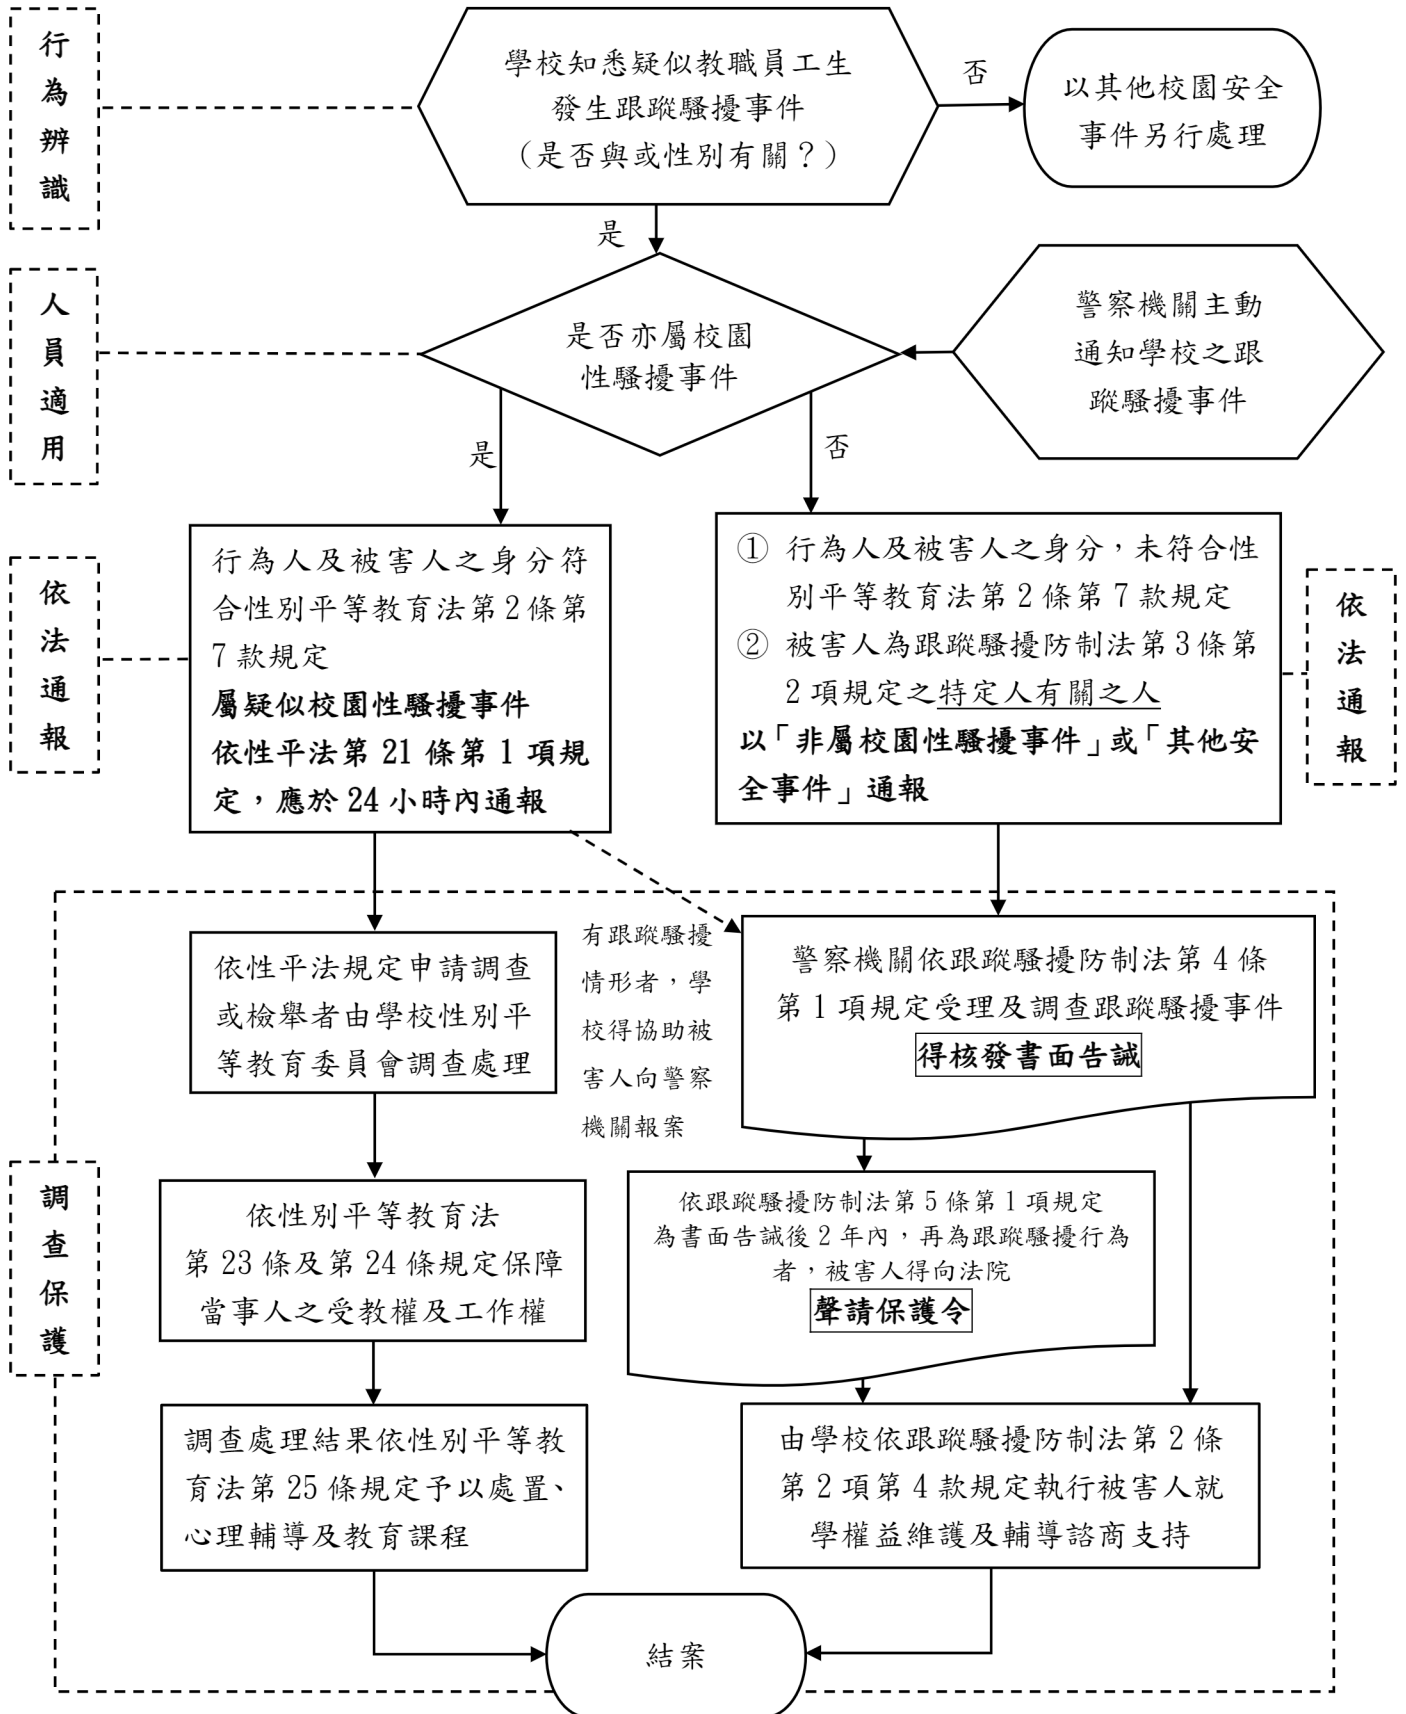 行
為
辨
識
學校知悉疑似教職員工生
發生跟蹤騷擾事件
（是否與或性別有關？）
否
以其他校園安全
事件另行處理
是
人
員
適
用
是否亦屬校園
性騷擾事件
警察機關主動
通知學校之跟
蹤騷擾事件
是
否
依
法
通
報
行為人及被害人之身分符
合性別平等教育法第2條第
7款規定
屬疑似校園性騷擾事件
依性平法第21條第1項規
定，應於24小時內通報
① 行為人及被害人之身分，未符合性
別平等教育法第2條第7款規定
② 被害人為跟蹤騷擾防制法第3條第
2項規定之特定人有關之人
以「非屬校園性騷擾事件」或「其他安
全事件」通報
依
法
通
報
調
查
保
護
依性平法規定申請調查
或檢舉者由學校性別平
等教育委員會調查處理
有跟蹤騷擾
情形者，學
校得協助被
害人向警察
機關報案
警察機關依跟蹤騷擾防制法第4條
第1項規定受理及調查跟蹤騷擾事件
得核發書面告誡
依性別平等教育法
第23條及第24條規定保障
當事人之受教權及工作權
依跟蹤騷擾防制法第5條第1項規定
為書面告誡後2年內，再為跟蹤騷擾行為
者，被害人得向法院
聲請保護令
調查處理結果依性別平等教
育法第25條規定予以處置、
心理輔導及教育課程
由學校依跟蹤騷擾防制法第2條
第2項第4款規定執行被害人就
學權益維護及輔導諮商支持
結案